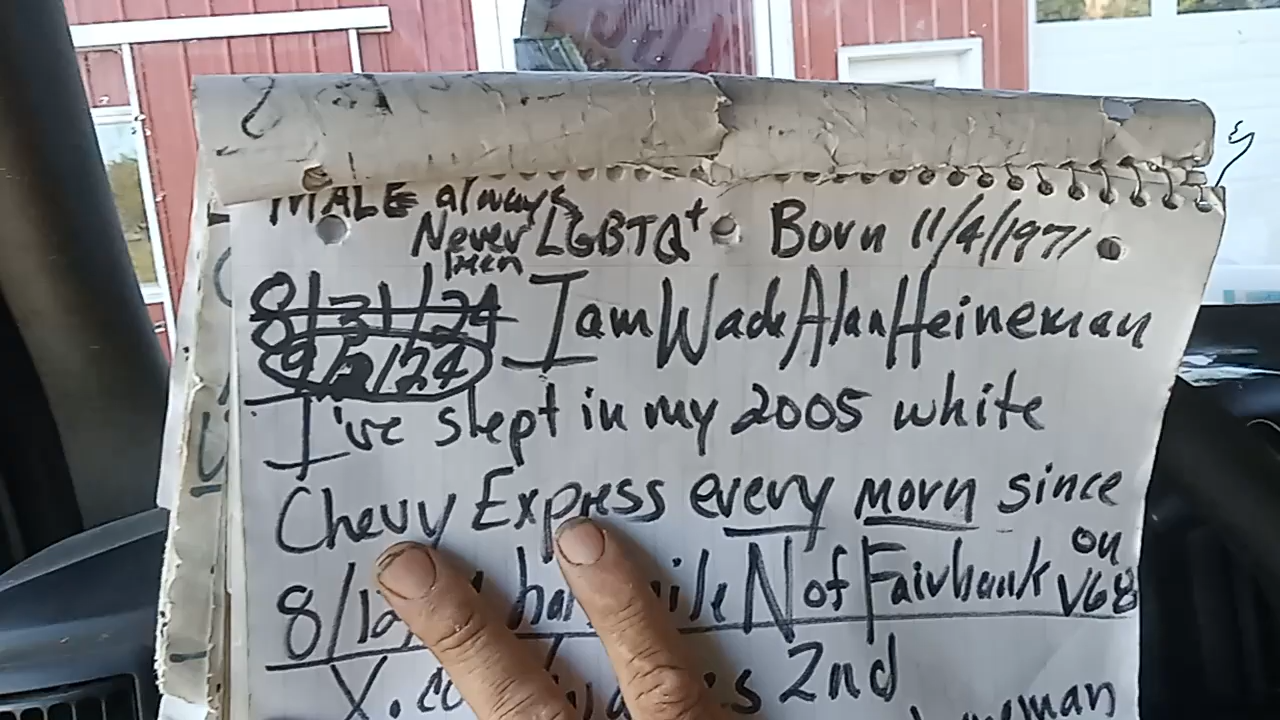 MALE always
Never LGBTQ+ Born 11/4/1971
been
8/31/24 I am Wade Alan Heineman
9/2/24
I've slept in my 2005 white
Chevy Express every morn since
8/12 N of Fairbank on V68
X. 2nd